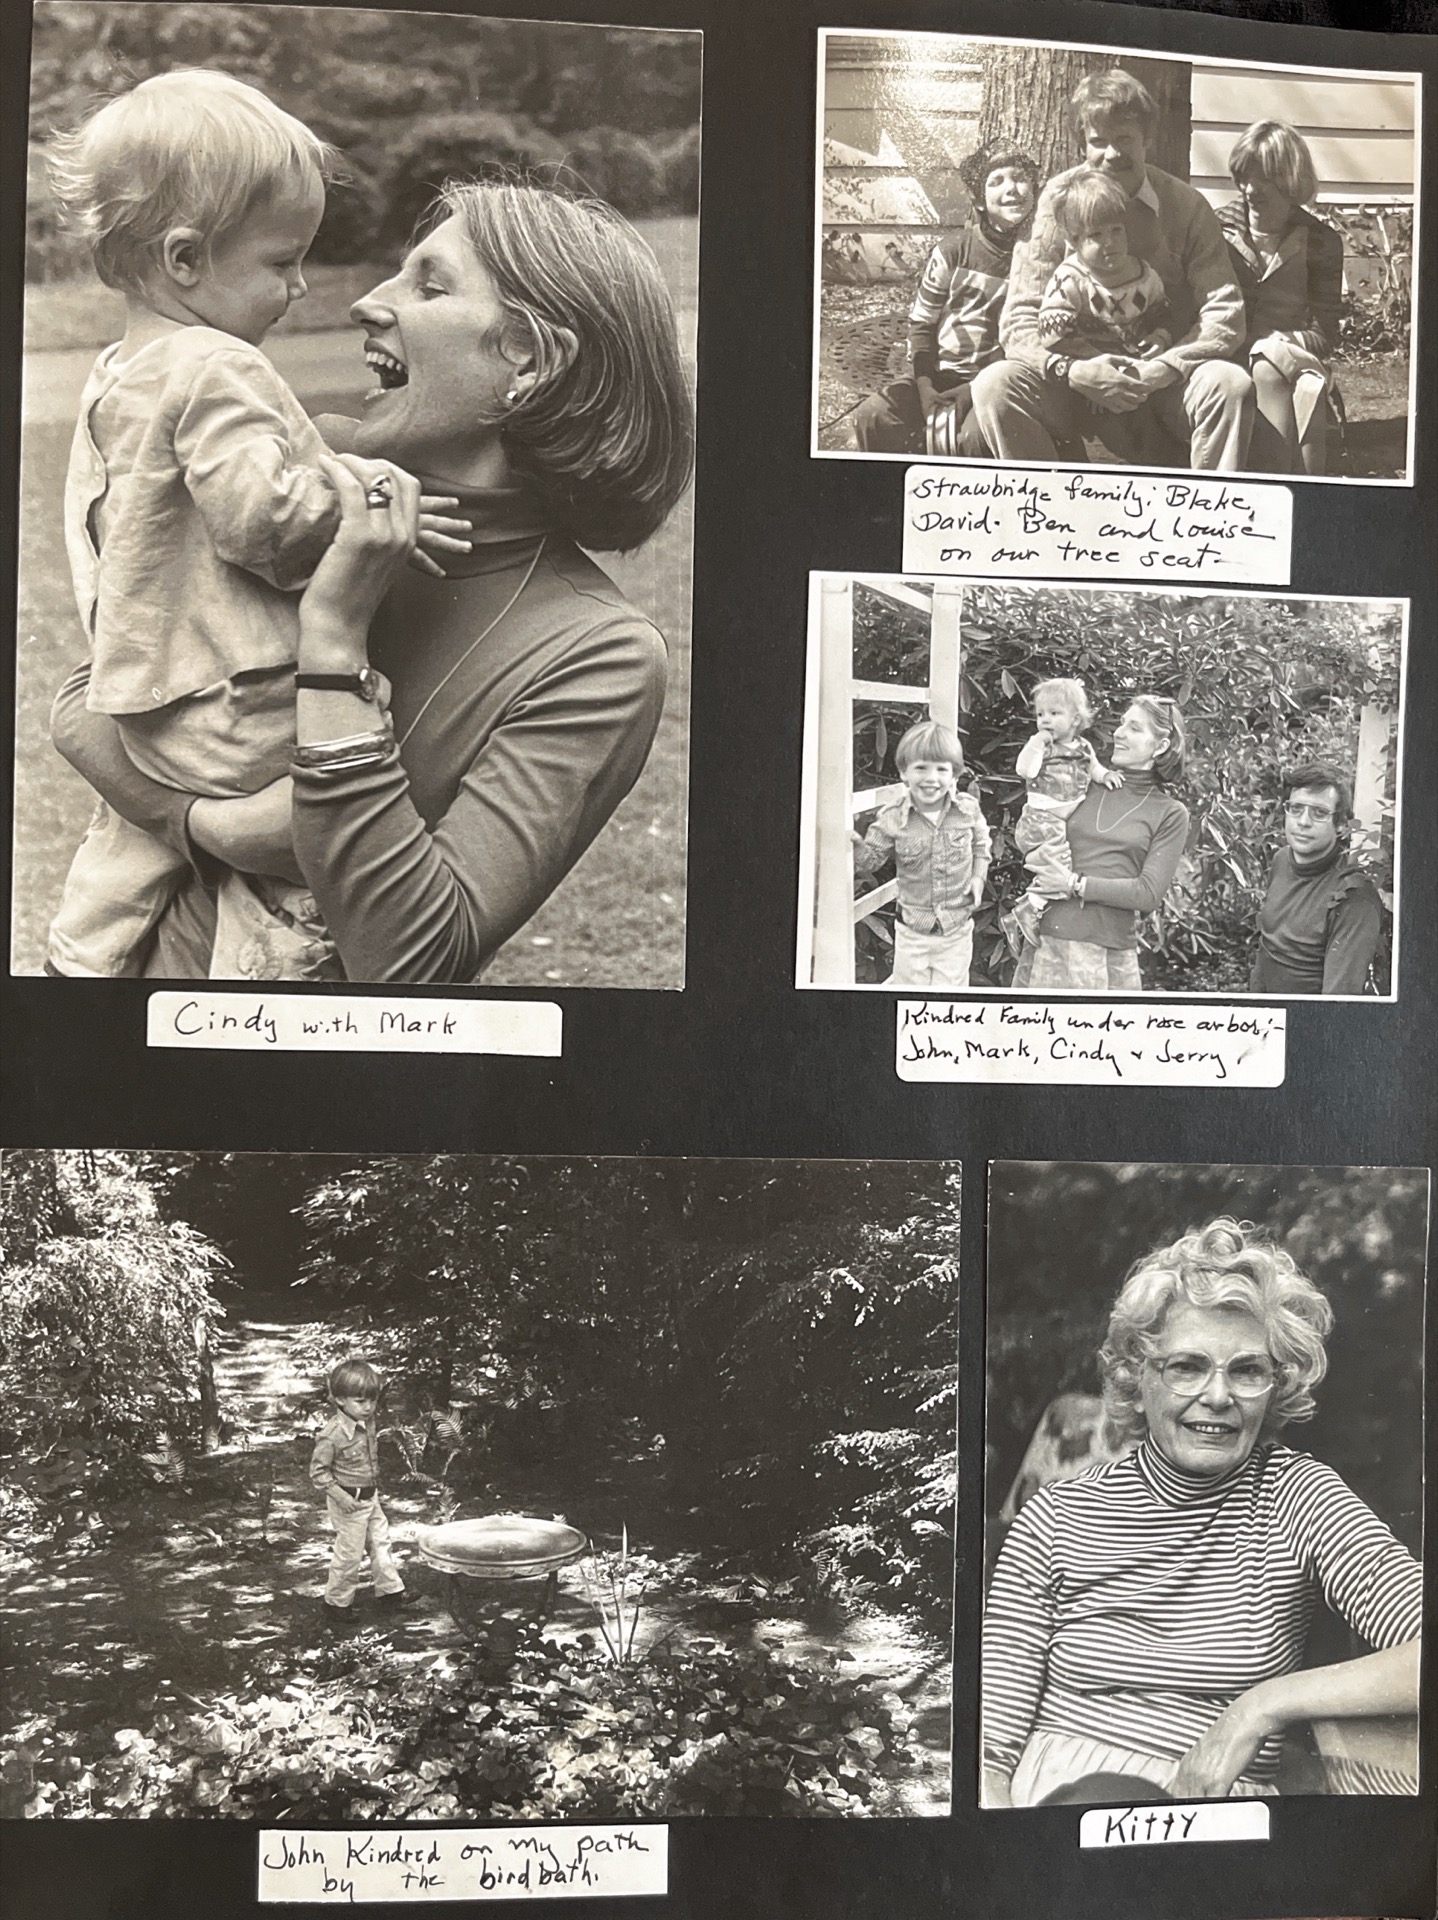 Strawbridge family: Blake,
David. Ben and Louise
on our tree seat-
Cindy with Mark
Kindred Family under rose arbor:-
John, Mark, Cindy & Jerry.
John Kindred on my path
by the birdbath.
Kitty